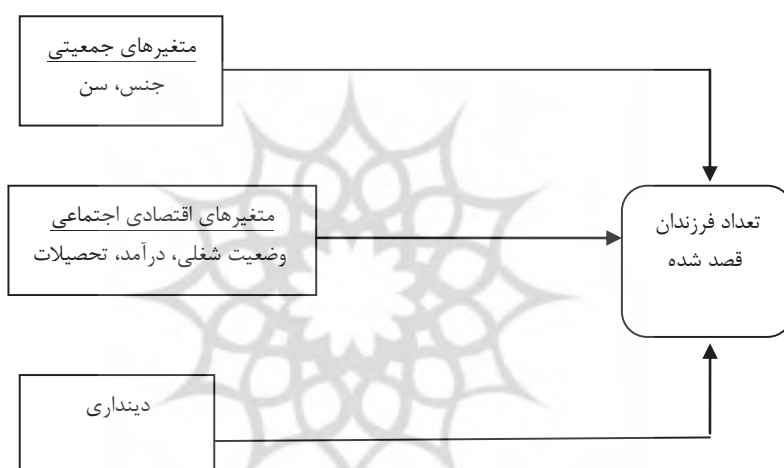 متغیرهای جمعیتی
جنس، سن
متغیرهای اقتصادی اجتماعی
وضعیت شغلی، درآمد، تحصیلات
تعداد فرزندان
قصد شده
دینداری